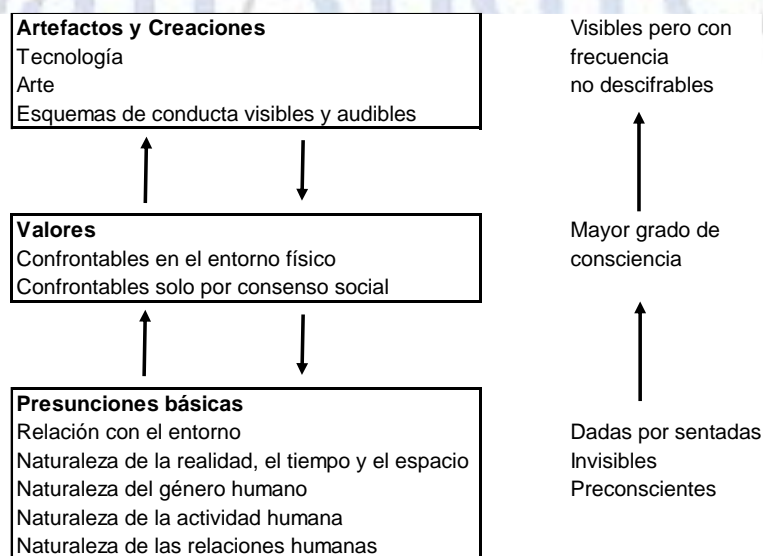 Artefactos y Creaciones
Tecnología
Arte
Esquemas de conducta visibles y audibles
Visibles pero con
frecuencia
no descifrables
Valores
Confrontables en el entorno físico
Confrontables solo por consenso social
Mayor grado de
consciencia
Presunciones básicas
Relación con el entorno
Naturaleza de la realidad, el tiempo y el espacio
Naturaleza del género humano
Naturaleza de la actividad humana
Naturaleza de las relaciones humanas
Dadas por sentadas
Invisibles
Preconscientes